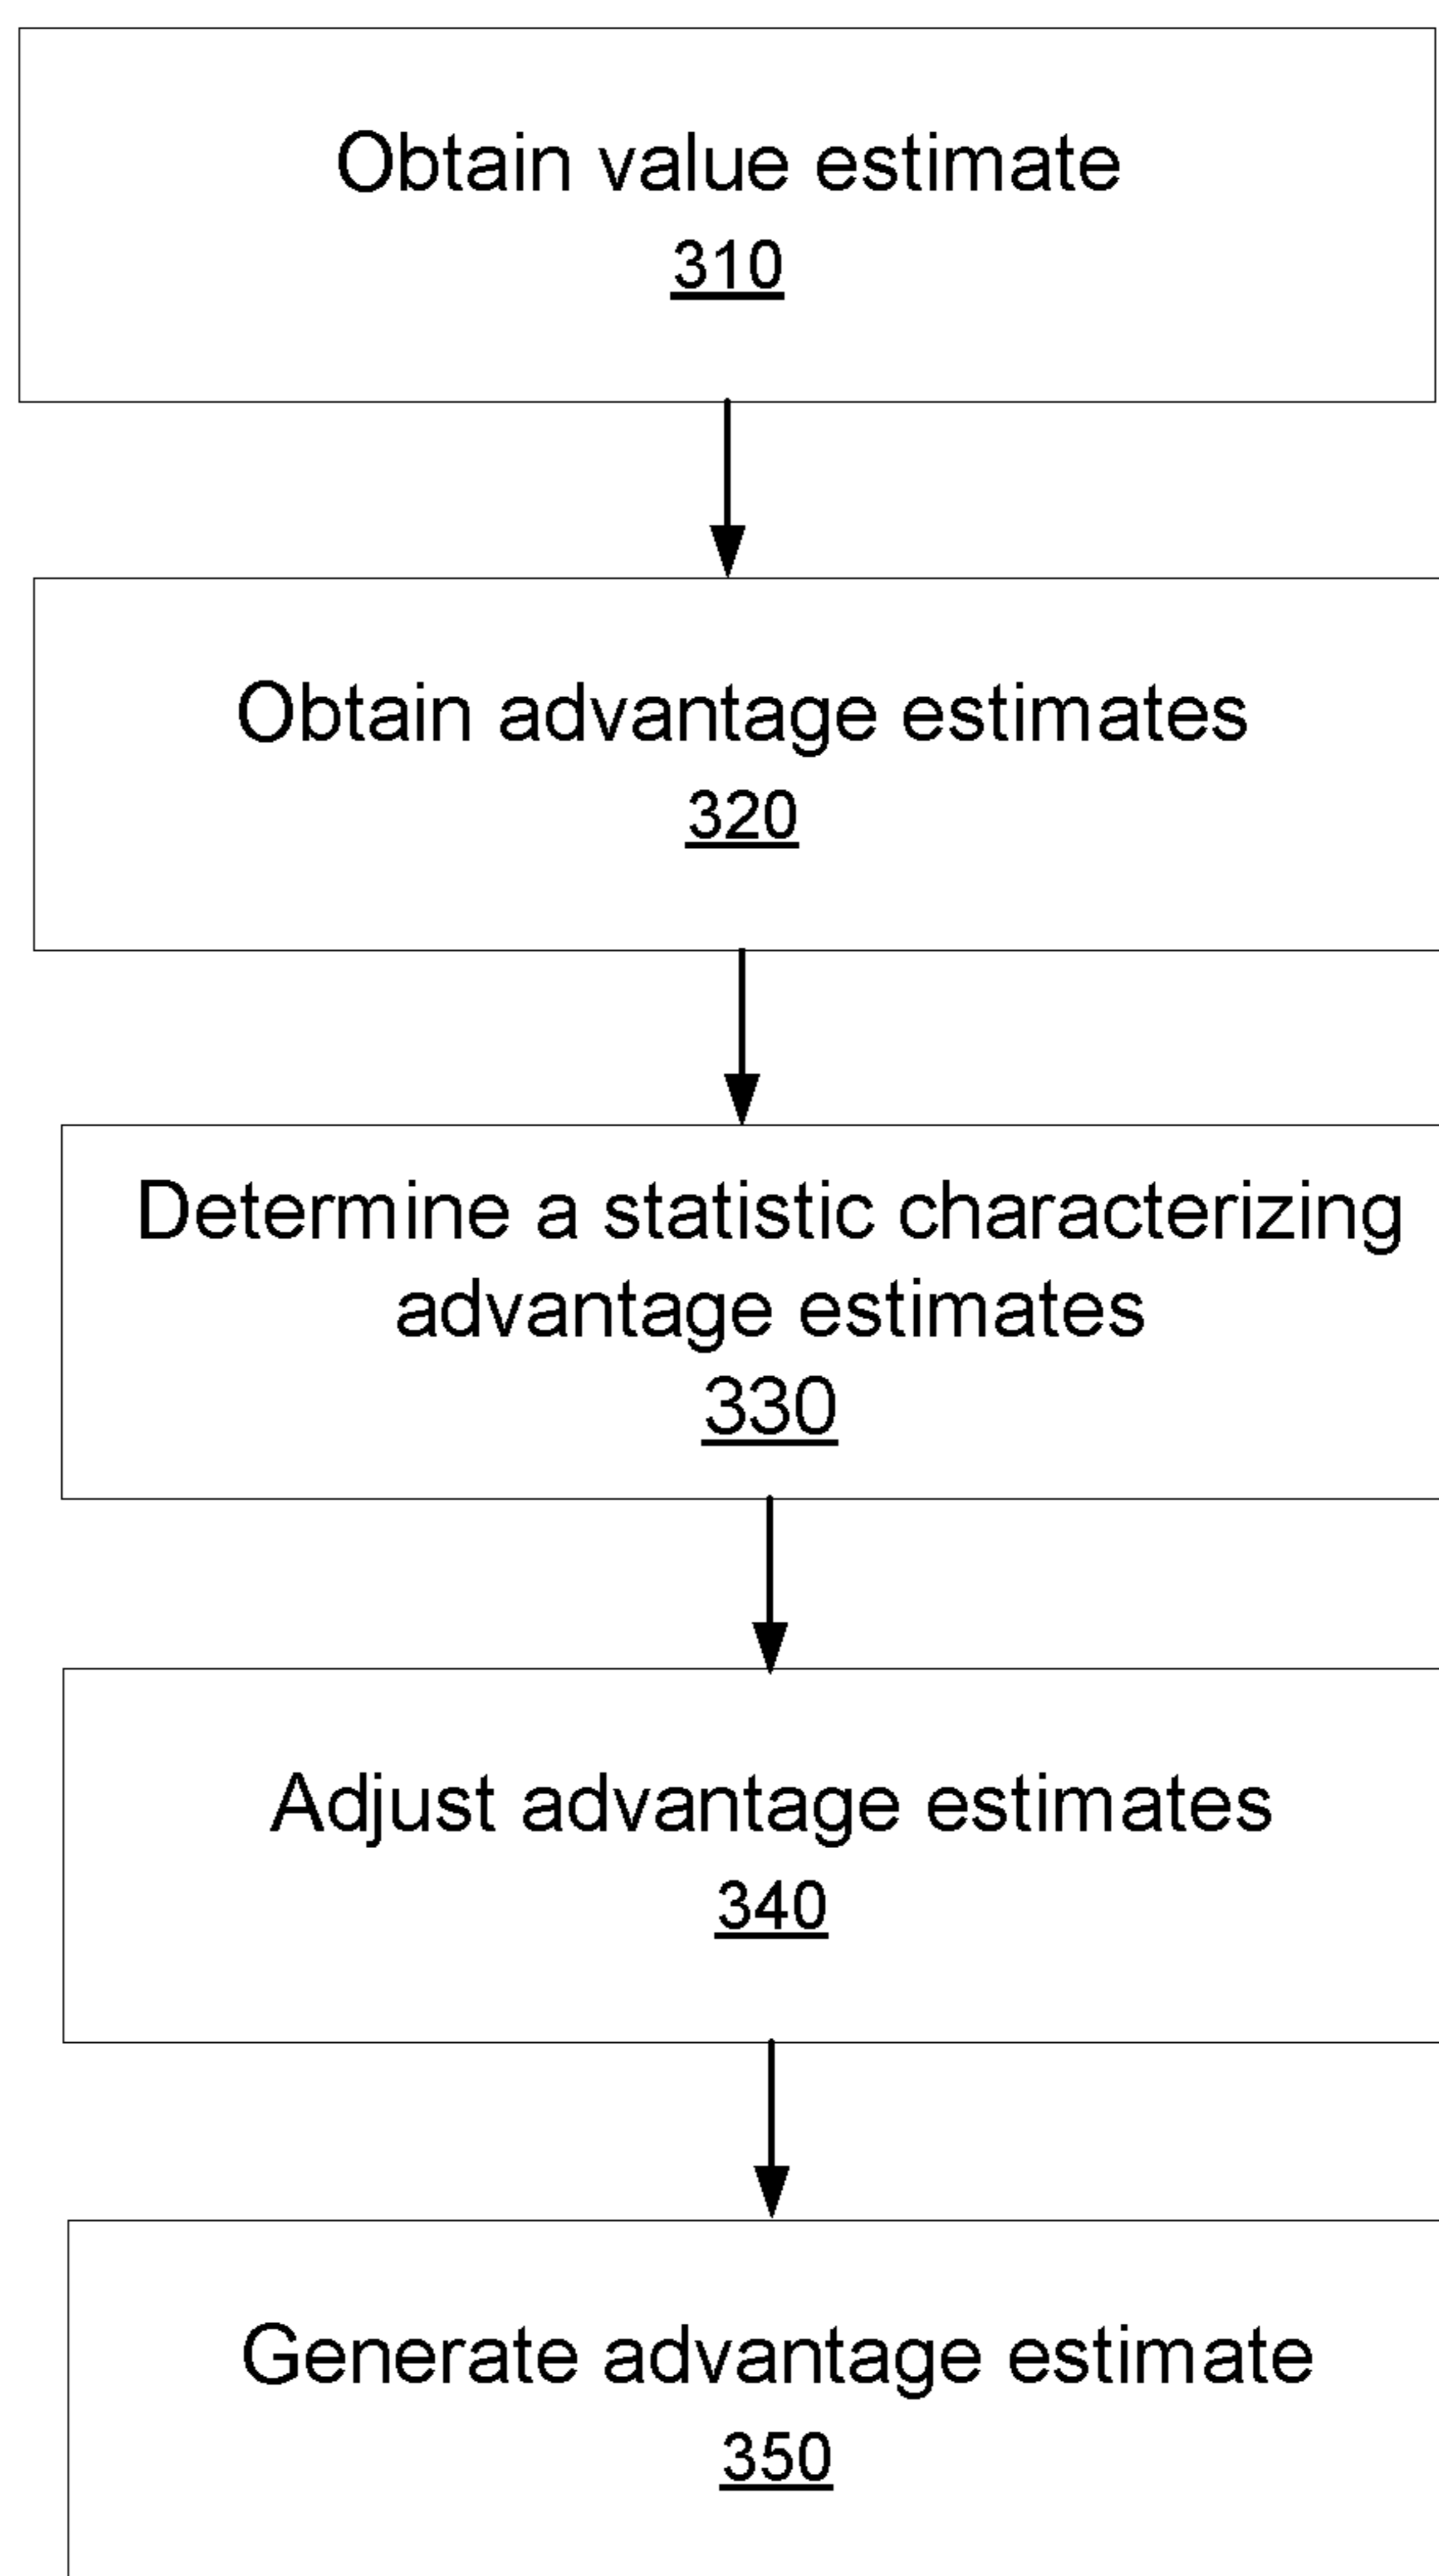 Obtain value estimate
310
Obtain advantage estimates
320
Determine a statistic characterizing
advantage estimates
330
Adjust advantage estimates
340
Generate advantage estimate
350